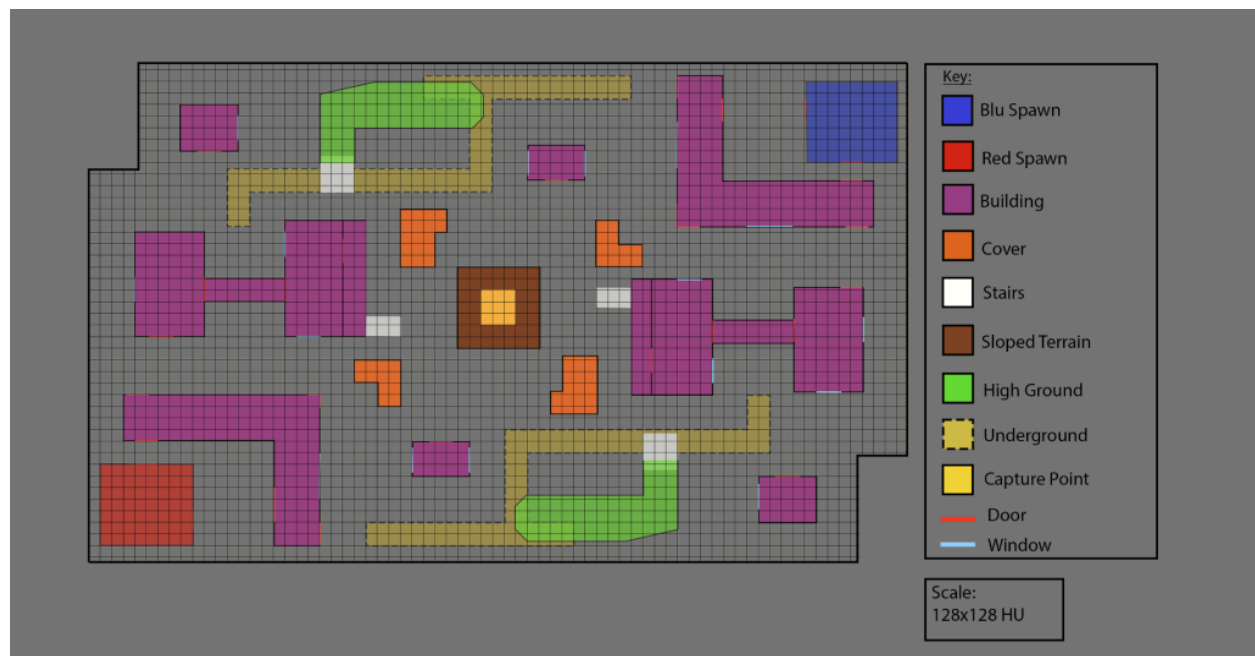 Key:
Blu Spawn
Red Spawn
Building
Cover
Stairs
Sloped Terrain
High Ground
Underground
Capture Point
Door
Window
Scale:
128x128 HU